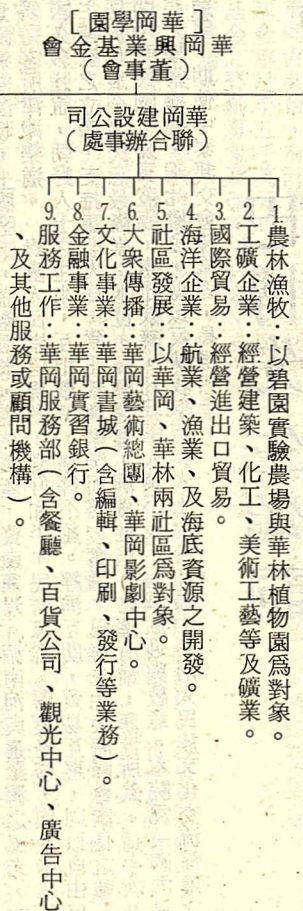 ［華岡學園］
華岡興業基金會
（董事會）
華岡建設公司
（聯合辦事處）
1.農林漁牧：以碧園實驗農場與華林植物園爲對象。
2.工礦企業：經營建築、化工、美術工藝等及礦業。
3.國際貿易：經營進出口貿易。
4.海洋企業：航業、漁業、及海底資源之開發。
5.社區發展：以華岡、華林兩社區爲對象。
6.大衆傳播：華岡藝術總團、華岡影劇中心。
7.文化事業：華岡書城（含編輯、印刷、發行等業務）。
8.金融事業：華岡實習銀行。
9.服務工作：華岡服務部（含餐廳、百貨公司、觀光中心、廣告中心
、及其他服務或顧問機構）。